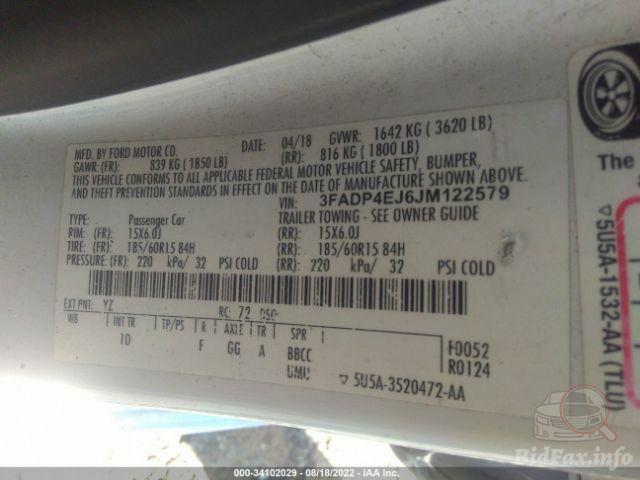 MFD. BY FORD MOTOR CO. DATE: 04/18 GVWR: 1642 KG ( 3620 LB)
GAWR: (FR): 839 KG ( 1850 LB) (RR): 816 KG ( 1800 LB)
THIS VEHICLE CONFORMS TO ALL APPLICABLE FEDERAL MOTOR VEHICLE SAFETY, BUMPER,
AND THEFT PREVENTION STANDARDS IN EFFECT ON THE DATE OF MANUFACTURE SHOWN ABOVE.
VIN: 3FADP4EJ6JM122579
TYPE: Passenger Car TRAILER TOWING - SEE OWNER GUIDE
RIM: (FR): 15X6.0J (RR): 15X6.0J
TIRE: (FR): 185/60R15 84H (RR): 185/60R15 84H
PRESSURE: (FR): 220 kPa/ 32 PSI COLD (RR): 220 kPa/ 32 PSI COLD
EXT PNT: YZ RC: 72 DSO:
WB INT TR TP/PS R AXLE TR SPR F0052
1D F GG A BBCC R0124
UMIU ▽ 5U5A-3520472-AA
The
▽ 5U5A-1532-AA (TLU)
BidFax.info
000-34102029 - 08/18/2022 - IAA Inc.